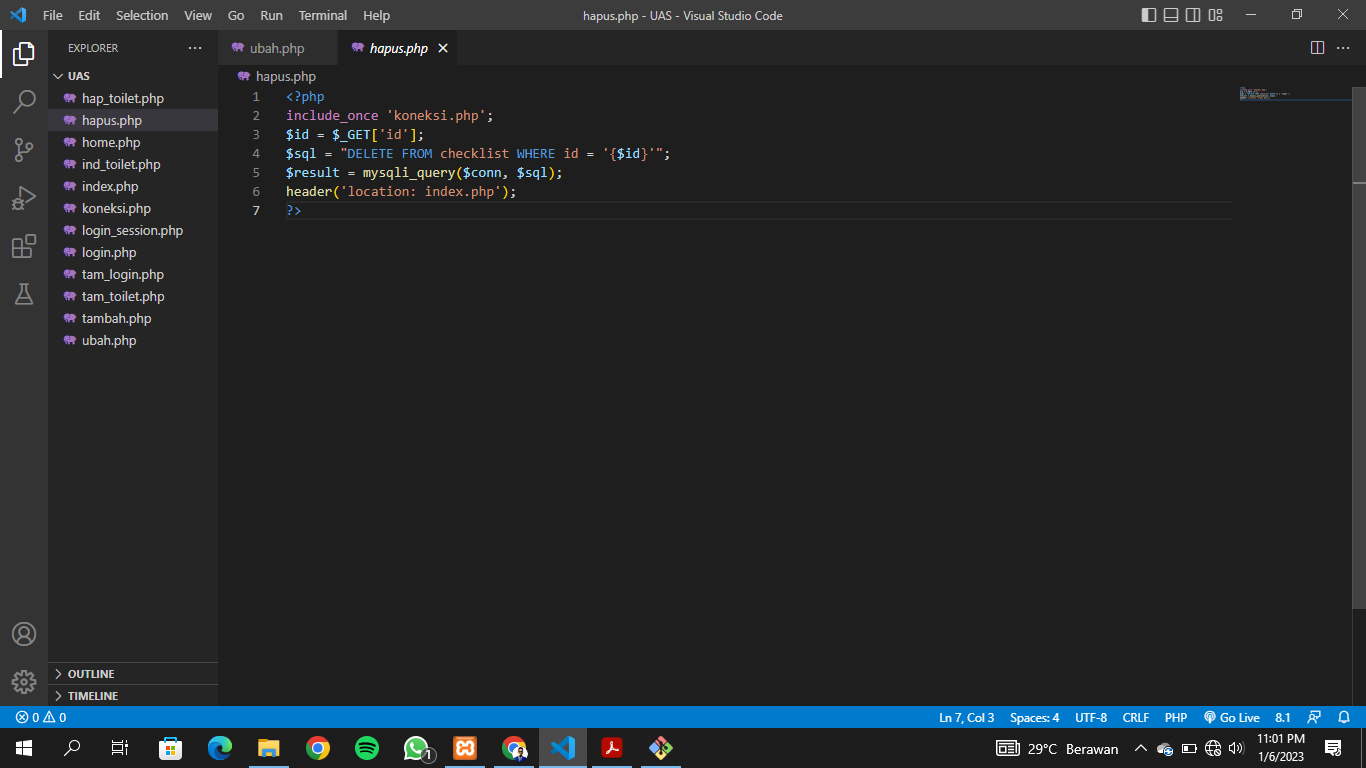 File Edit Selection View Go Run Terminal Help hapus.php - UAS - Visual Studio Code
EXPLORER ···
UAS
hap_toilet.php
hapus.php
home.php
ind_toilet.php
index.php
koneksi.php
login_session.php
login.php
tam_login.php
tam_toilet.php
tambah.php
ubah.php
OUTLINE
TIMELINE
ubah.php hapus.php
hapus.php
1 <?php
2 include_once 'koneksi.php';
3 $id = $_GET['id'];
4 $sql = "DELETE FROM checklist WHERE id = '{$id}'";
5 $result = mysqli_query($conn, $sql);
6 header('location: index.php');
7 ?>
0 0 Ln 7, Col 3 Spaces: 4 UTF-8 CRLF PHP Go Live 8.1
1
29°C Berawan
11:01 PM
1/6/2023